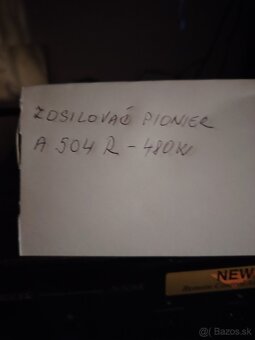 ZOSILOVAČ PIONIER
A 504 R - 480W
NEW
Bazos.sk